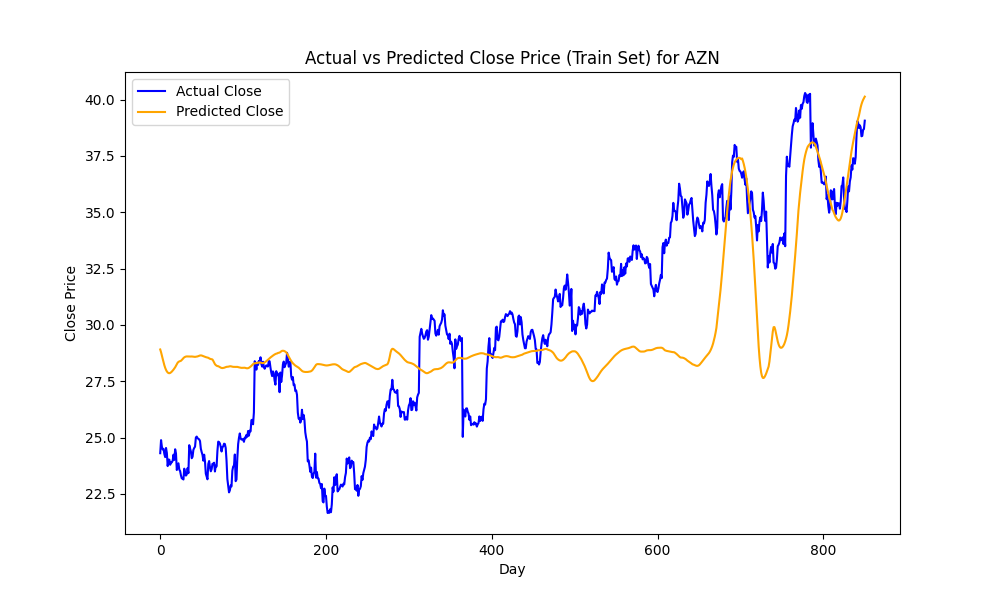 Actual vs Predicted Close Price (Train Set) for AZN
Actual Close
Predicted Close
40.0
37.5
35.0
32.5
30.0
27.5
25.0
22.5
Close Price
0
200
400
600
800
Day